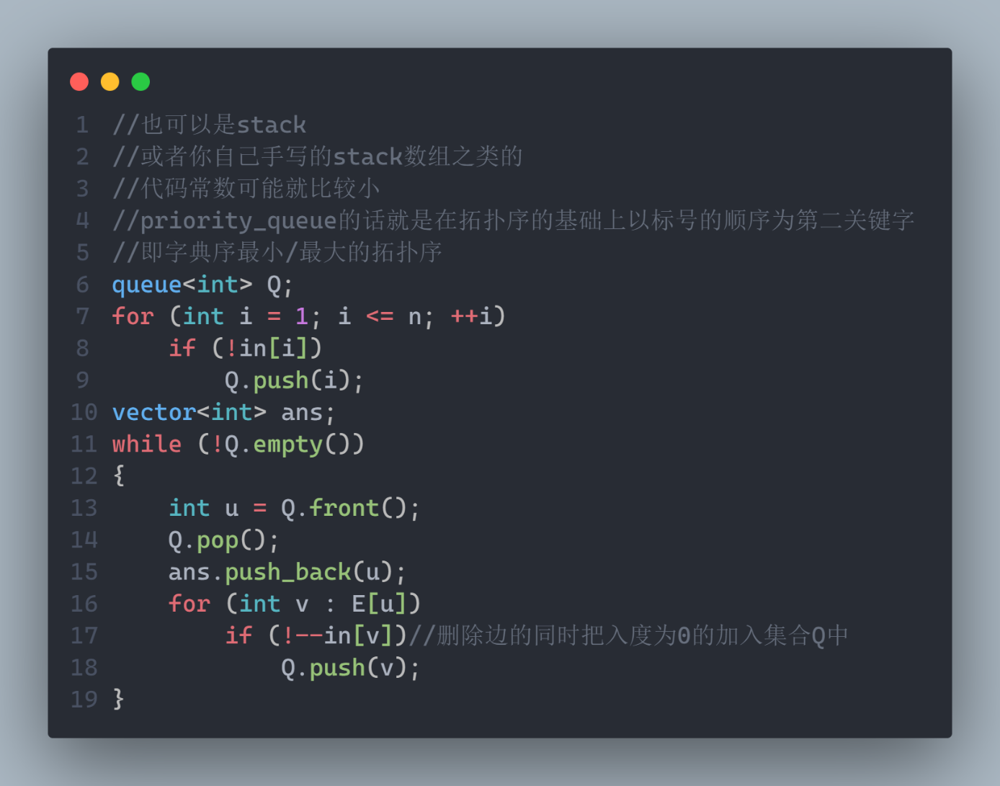 1 //也可以是stack
2 //或者你自己手写的stack数组之类的
3 //代码常数可能就比较小
4 //priority_queue的话就是在拓扑序的基础上以标号的顺序为第二关键字
5 //即字典序最小/最大的拓扑序
6 queue<int> Q;
7 for (int i = 1; i <= n; ++i)
8     if (!in[i])
9         Q.push(i);
10 vector<int> ans;
11 while (!Q.empty())
12 {
13     int u = Q.front();
14     Q.pop();
15     ans.push_back(u);
16     for (int v : E[u])
17         if (!--in[v])//删除边的同时把入度为0的加入集合Q中
18             Q.push(v);
19 }